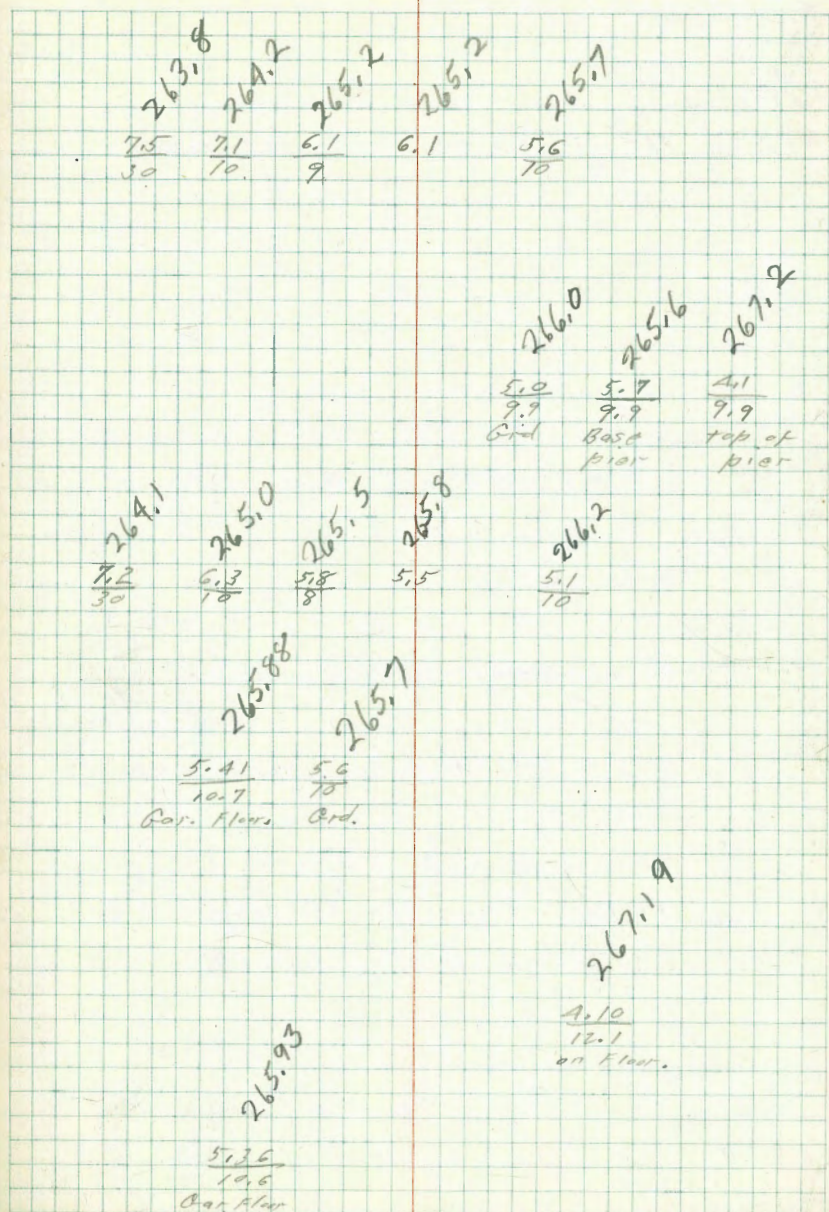 263.8 264.2 265.2 265.2 265.7
7.5 7.1 6.1 6.1 5.6
30 10 9 10
266.0 265.6 267.2
5.0 5.7 4.1
9.9 9.9 9.9
Grd Base top of
pier pier
264.1 265.0 265.5 265.8 266.2
7.2 6.3 5.8 5.5 5.1
30 10 8 10
265.88 265.7
5.41 5.6
10.7 10
Gar. Floor. Grd.
267.19
4.10
12.1
on Floor.
265.93
5.36
10.6
Gar Floor